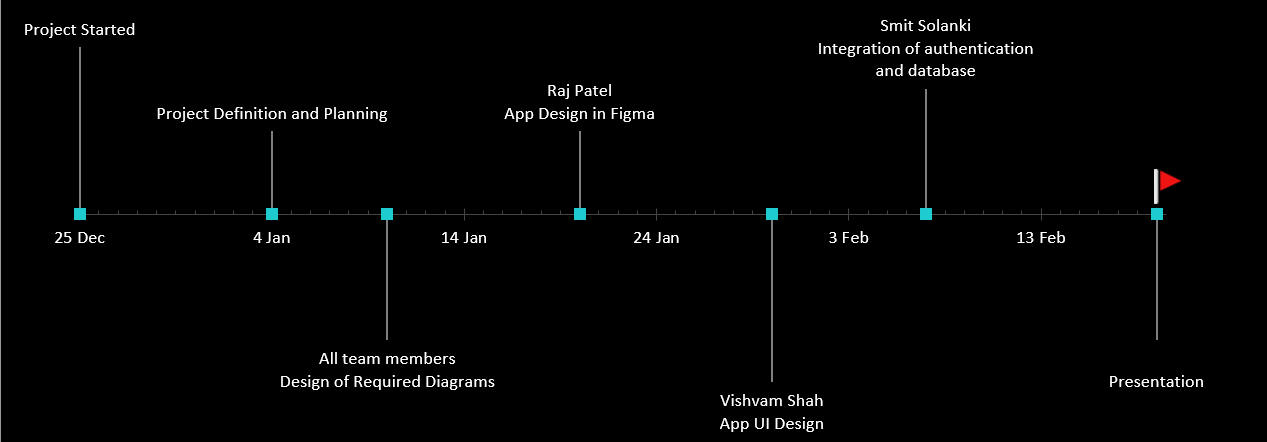 Project Started
Project Definition and Planning
Raj Patel
App Design in Figma
Smit Solanki
Integration of authentication
and database
25 Dec
4 Jan
14 Jan
24 Jan
3 Feb
13 Feb
All team members
Design of Required Diagrams
Vishvam Shah
App UI Design
Presentation